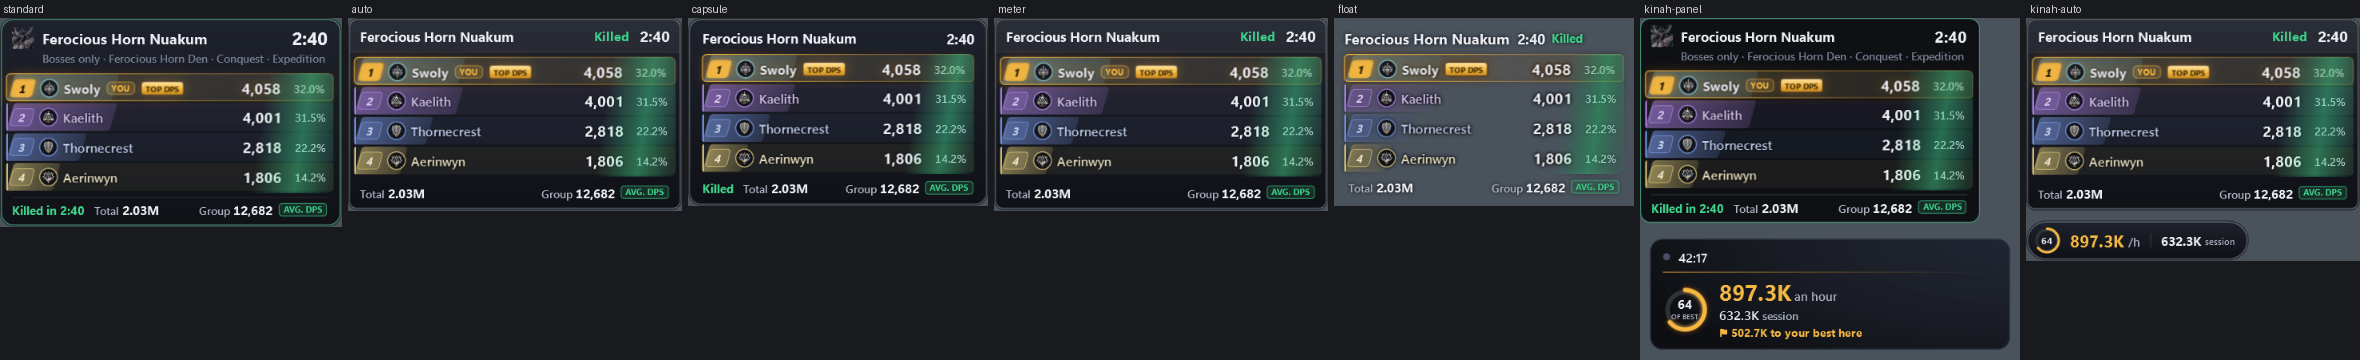 standard
Ferocious Horn Nuakum 2:40
Bosses only · Ferocious Horn Den · Conquest · Expedition
1 Swoly YOU TOP DPS 4,058 32.0%
2 Kaelith 4,001 31.5%
3 Thornecrest 2,818 22.2%
4 Aerinwyn 1,806 14.2%
Killed in 2:40 Total 2.03M Group 12,682 AVG. DPS
auto
Ferocious Horn Nuakum Killed 2:40
1 Swoly YOU TOP DPS 4,058 32.0%
2 Kaelith 4,001 31.5%
3 Thornecrest 2,818 22.2%
4 Aerinwyn 1,806 14.2%
Total 2.03M Group 12,682 AVG. DPS
capsule
Ferocious Horn Nuakum 2:40
1 Swoly TOP DPS 4,058 32.0%
2 Kaelith 4,001 31.5%
3 Thornecrest 2,818 22.2%
4 Aerinwyn 1,806 14.2%
Killed Total 2.03M Group 12,682 AVG. DPS
meter
Ferocious Horn Nuakum Killed 2:40
1 Swoly YOU TOP DPS 4,058 32.0%
2 Kaelith 4,001 31.5%
3 Thornecrest 2,818 22.2%
4 Aerinwyn 1,806 14.2%
Total 2.03M Group 12,682 AVG. DPS
float
Ferocious Horn Nuakum 2:40 Killed
1 Swoly TOP DPS 4,058 32.0%
2 Kaelith 4,001 31.5%
3 Thornecrest 2,818 22.2%
4 Aerinwyn 1,806 14.2%
Total 2.03M Group 12,682 AVG. DPS
kinah-panel
Ferocious Horn Nuakum 2:40
Bosses only · Ferocious Horn Den · Conquest · Expedition
1 Swoly YOU TOP DPS 4,058 32.0%
2 Kaelith 4,001 31.5%
3 Thornecrest 2,818 22.2%
4 Aerinwyn 1,806 14.2%
Killed in 2:40 Total 2.03M Group 12,682 AVG. DPS
42:17
64 OF BEST
897.3K an hour
632.3K session
502.7K to your best here
kinah-auto
Ferocious Horn Nuakum Killed 2:40
1 Swoly YOU TOP DPS 4,058 32.0%
2 Kaelith 4,001 31.5%
3 Thornecrest 2,818 22.2%
4 Aerinwyn 1,806 14.2%
Total 2.03M Group 12,682 AVG. DPS
64 897.3K /h 632.3K session